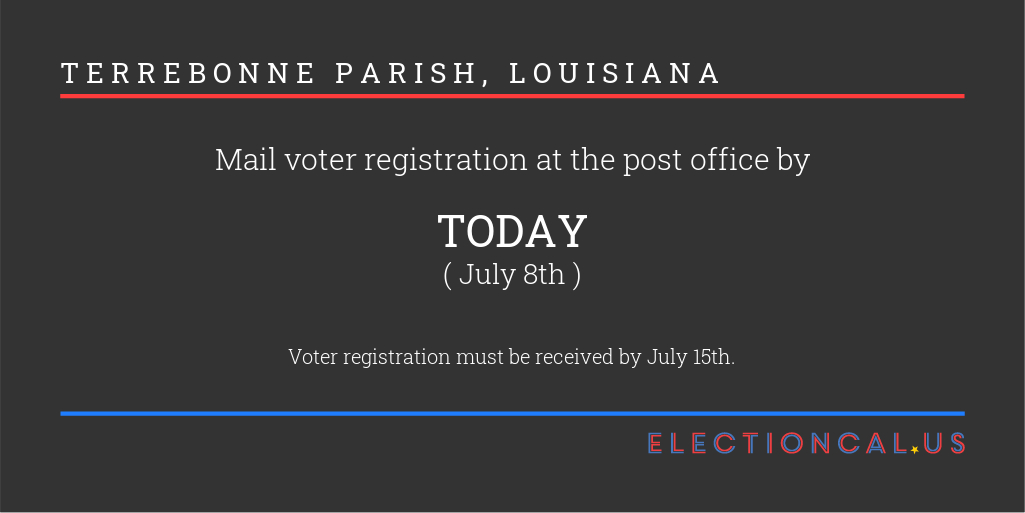 TERREBONNE PARISH, LOUISIANA
Mail voter registration at the post office by
TODAY
( July 8th )
Voter registration must be received by July 15th.
ELECTIONCAL.US